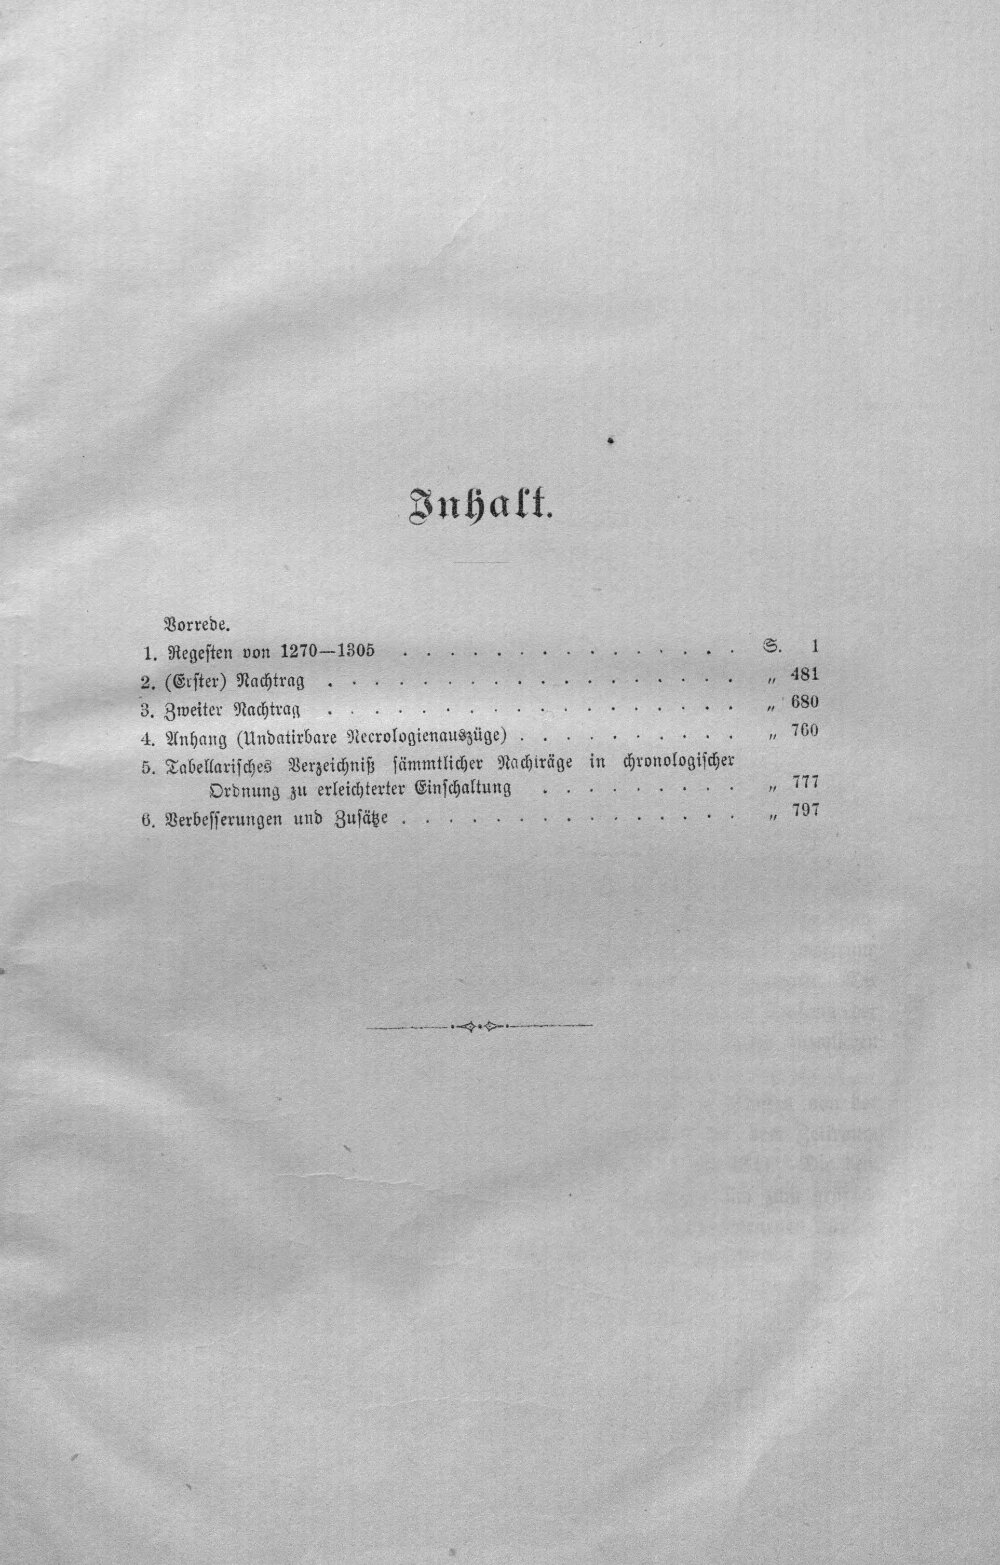 Inhalt.
Vorrede.
1. Regesten von 1270—1305 . . . . . . . . . . . . . . . S. 1
2. (Erster) Nachtrag . . . . . . . . . . . . . . . . . . „ 481
3. Zweiter Nachtrag . . . . . . . . . . . . . . . . . . „ 680
4. Anhang (Undatirbare Necrologienauszüge) . . . . . . . . . . „ 760
5. Tabellarisches Verzeichniß sämmtlicher Nachträge in chronologischer
Ordnung zu erleichterter Einschaltung . . . . . . . . . „ 777
6. Verbesserungen und Zusätze . . . . . . . . . . . . . . . „ 797